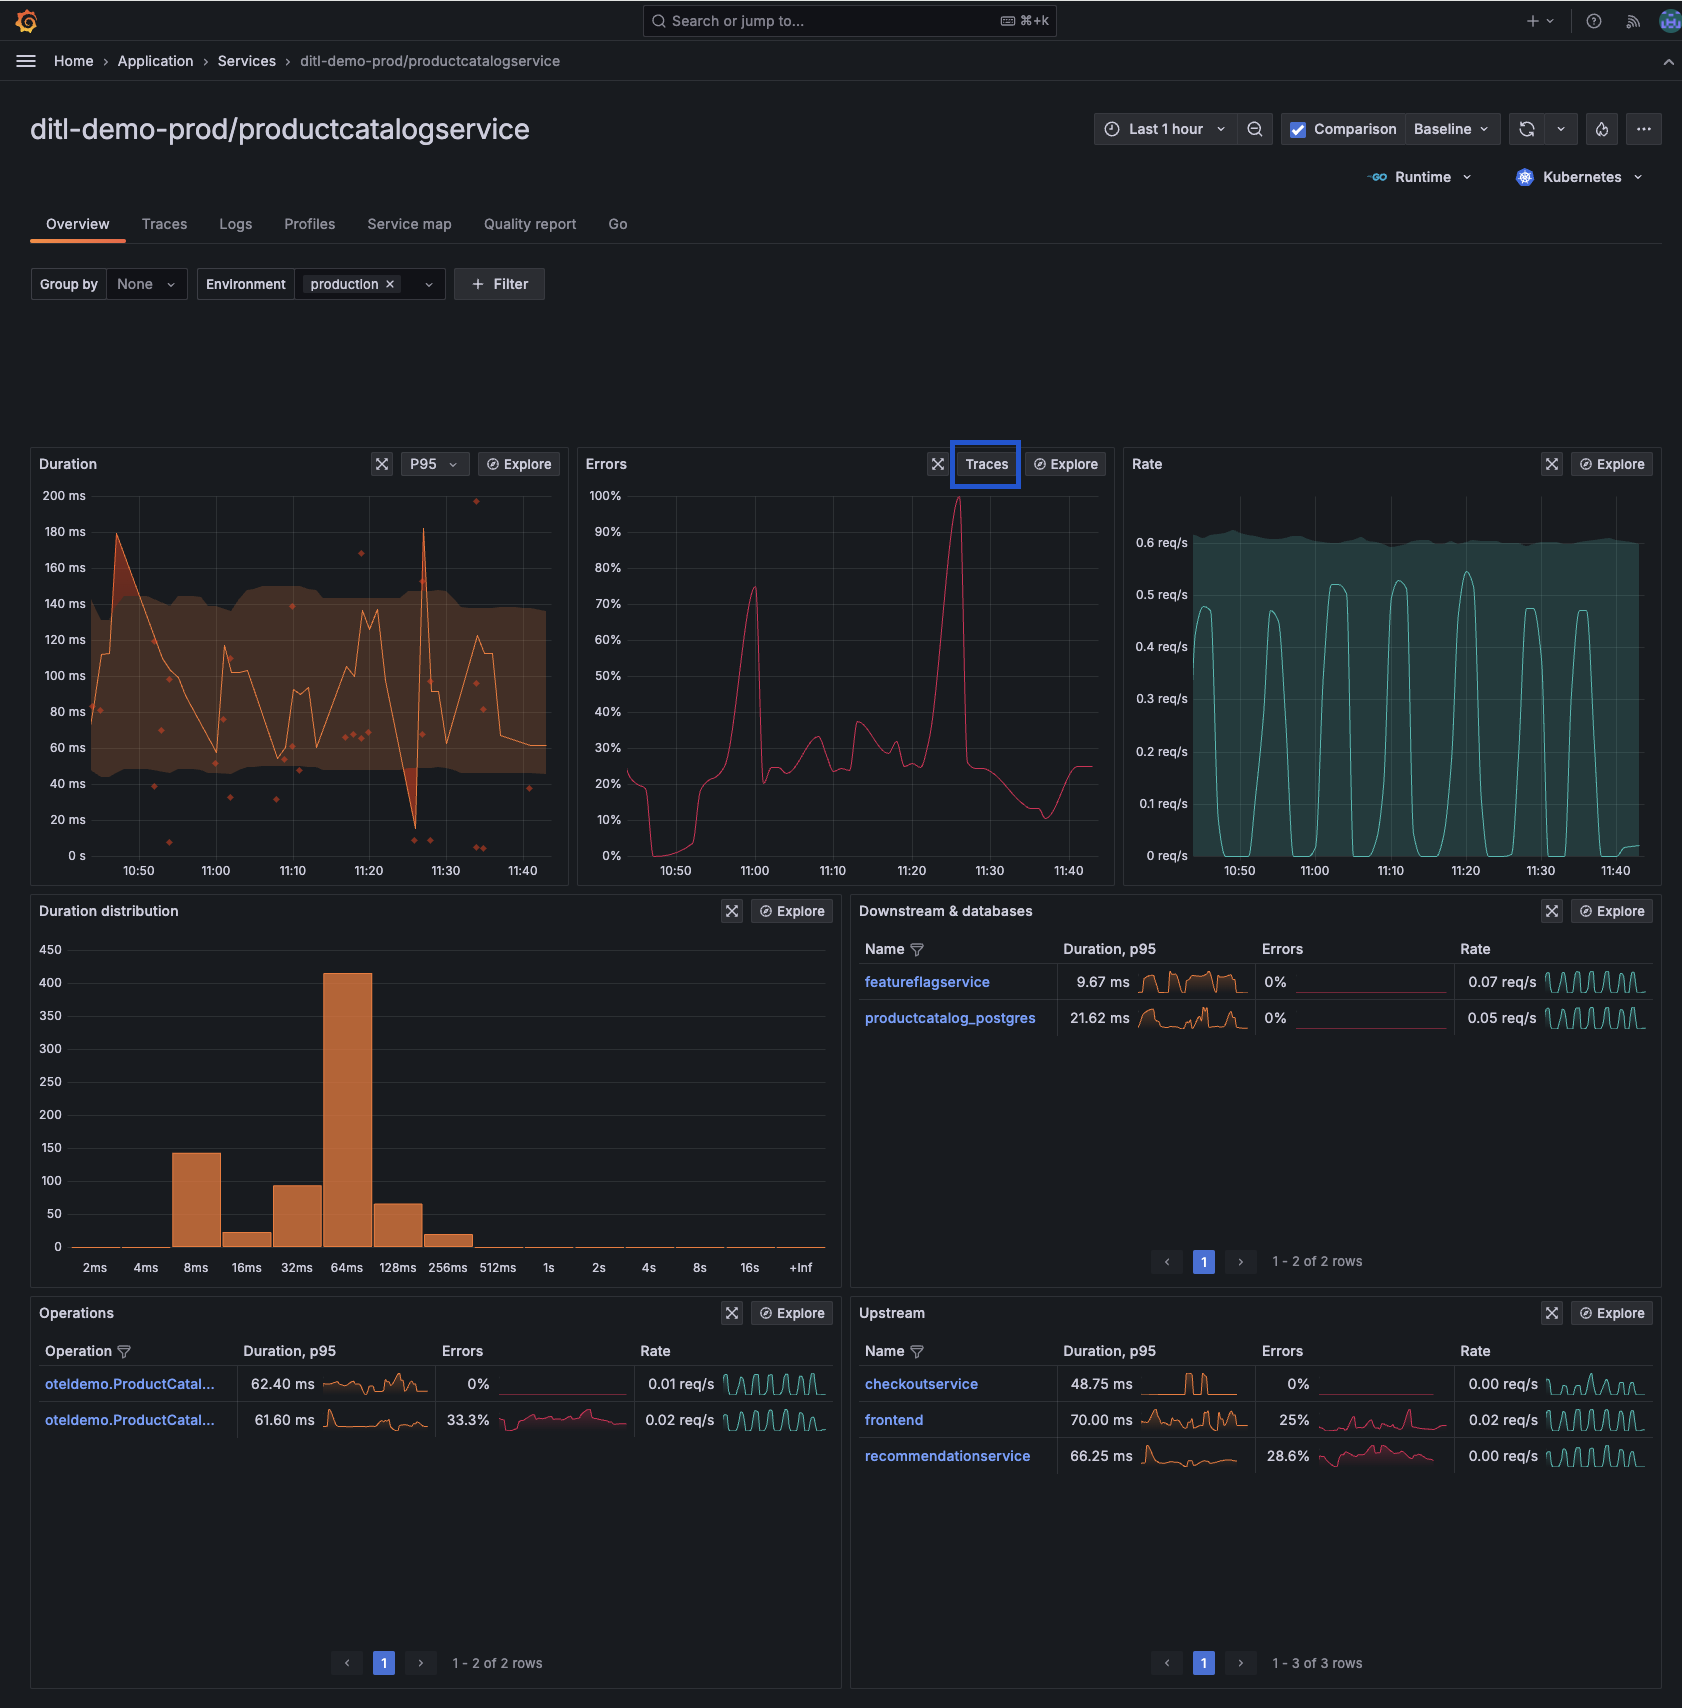 Search or jump to... ⌘+k
Home › Application › Services › ditl-demo-prod/productcatalogservice
ditl-demo-prod/productcatalogservice
Last 1 hour Comparison Baseline
GO Runtime Kubernetes
Overview Traces Logs Profiles Service map Quality report Go
Group by None Environment production × + Filter
Duration P95 Explore
200 ms
180 ms
160 ms
140 ms
120 ms
100 ms
80 ms
60 ms
40 ms
20 ms
0 s
10:50 11:00 11:10 11:20 11:30 11:40
Errors Traces Explore
100%
90%
80%
70%
60%
50%
40%
30%
20%
10%
0%
10:50 11:00 11:10 11:20 11:30 11:40
Rate Explore
0.6 req/s
0.5 req/s
0.4 req/s
0.3 req/s
0.2 req/s
0.1 req/s
0 req/s
10:50 11:00 11:10 11:20 11:30 11:40
Duration distribution Explore
450
400
350
300
250
200
150
100
50
0
2ms 4ms 8ms 16ms 32ms 64ms 128ms 256ms 512ms 1s 2s 4s 8s 16s +Inf
Downstream & databases Explore
Name Duration, p95 Errors Rate
featureflagservice 9.67 ms 0% 0.07 req/s
productcatalog_postgres 21.62 ms 0% 0.05 req/s
‹ 1 › 1 - 2 of 2 rows
Operations Explore
Operation Duration, p95 Errors Rate
oteldemo.ProductCatal... 62.40 ms 0% 0.01 req/s
oteldemo.ProductCatal... 61.60 ms 33.3% 0.02 req/s
‹ 1 › 1 - 2 of 2 rows
Upstream Explore
Name Duration, p95 Errors Rate
checkoutservice 48.75 ms 0% 0.00 req/s
frontend 70.00 ms 25% 0.02 req/s
recommendationservice 66.25 ms 28.6% 0.00 req/s
‹ 1 › 1 - 3 of 3 rows